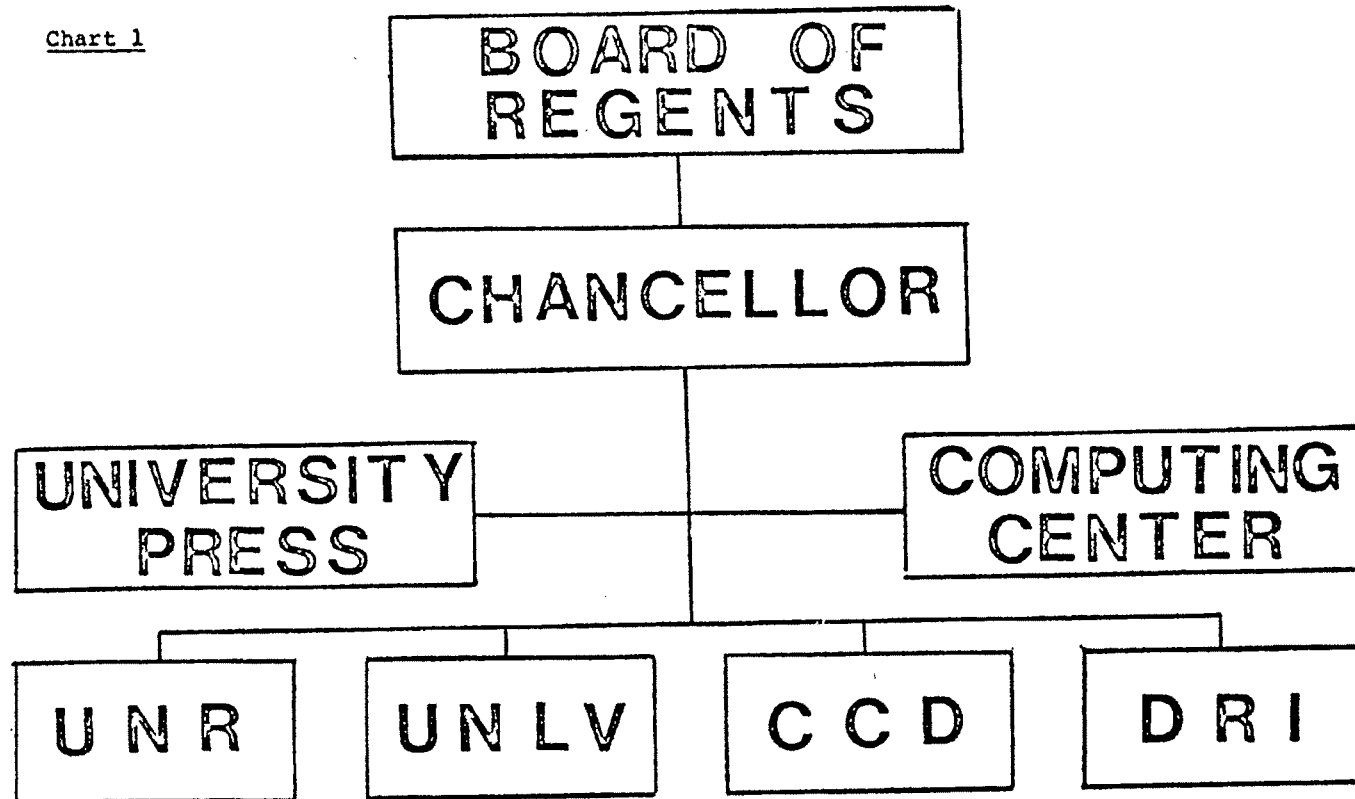 Chart 1
BOARD OF
REGENTS
CHANCELLOR
UNIVERSITY
PRESS
COMPUTING
CENTER
UNR
UNLV
CCD
DRI